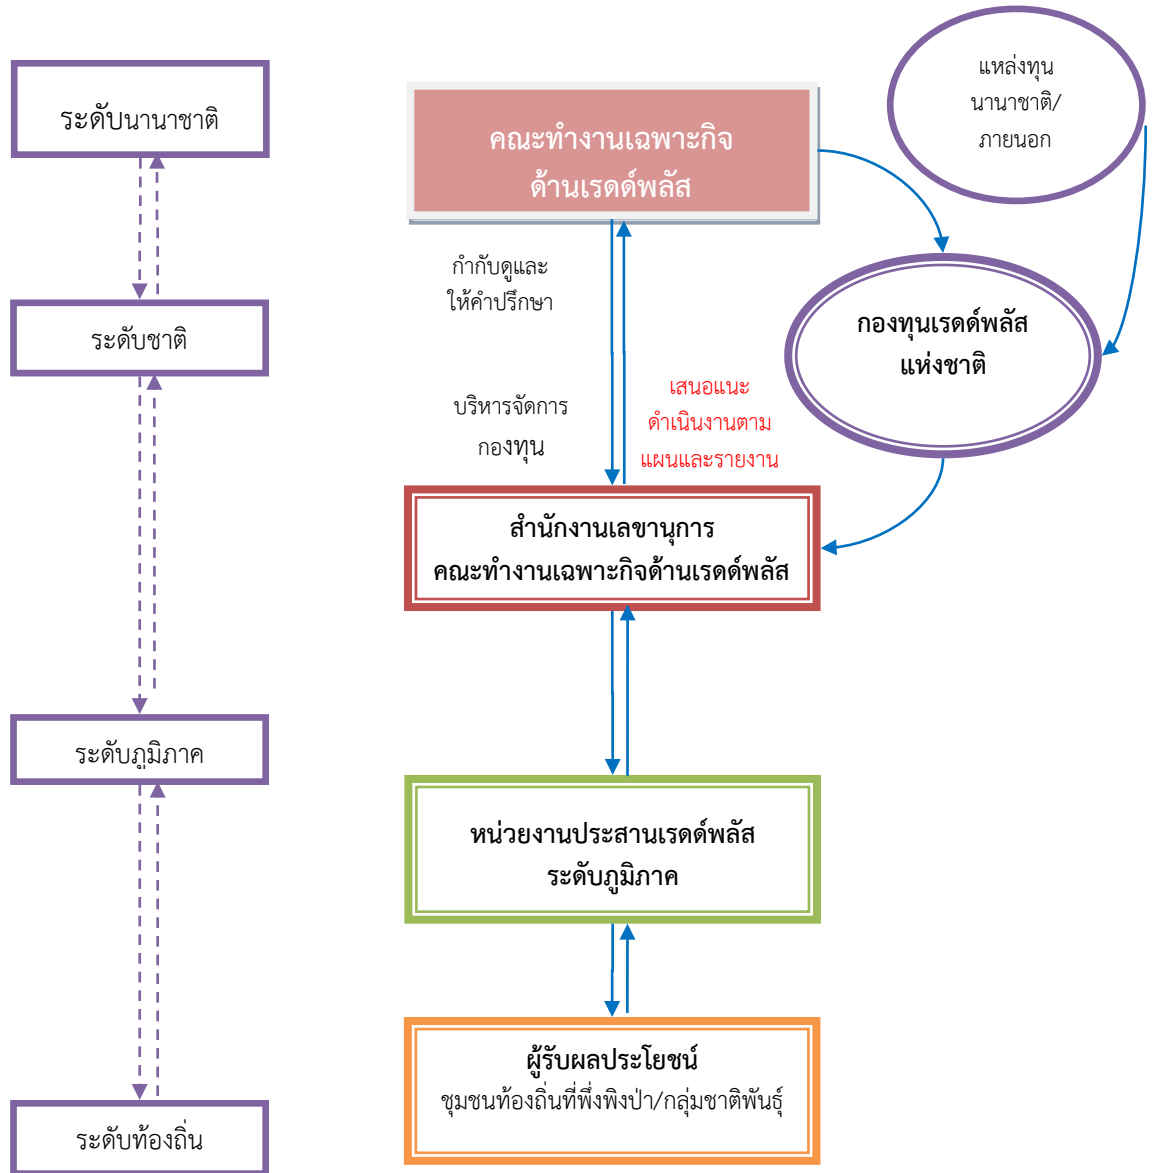 ระดับนานาชาติ
คณะทำงานเฉพาะกิจ
ด้านเรดด์พลัส
แหล่งทุน
นานาชาติ/
ภายนอก
กำกับดูและ
ให้คำปรึกษา
ระดับชาติ
กองทุนเรดด์พลัส
แห่งชาติ
บริหารจัดการ
กองทุน
เสนอแนะ
ดำเนินงานตาม
แผนและรายงาน
สำนักงานเลขานุการ
คณะทำงานเฉพาะกิจด้านเรดด์พลัส
ระดับภูมิภาค
หน่วยงานประสานเรดด์พลัส
ระดับภูมิภาค
ผู้รับผลประโยชน์
ชุมชนท้องถิ่นที่พึ่งพิงป่า/กลุ่มชาติพันธุ์
ระดับท้องถิ่น